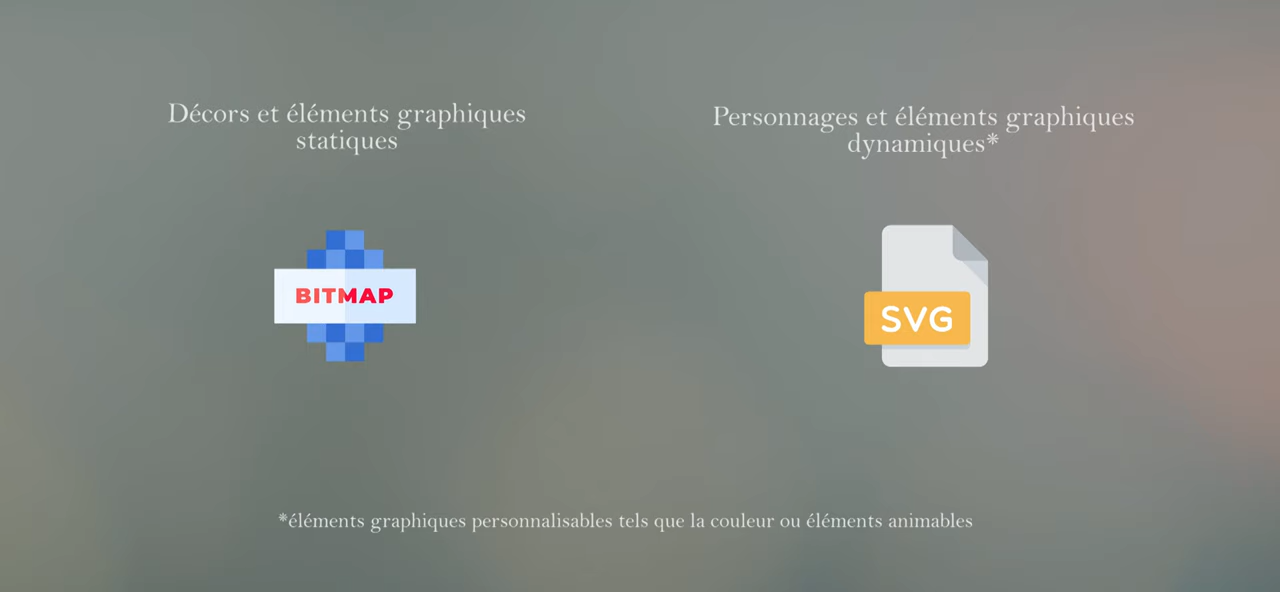 Décors et éléments graphiques
statiques
BITMAP
Personnages et éléments graphiques
dynamiques*
SVG
*éléments graphiques personnalisables tels que la couleur ou éléments animables